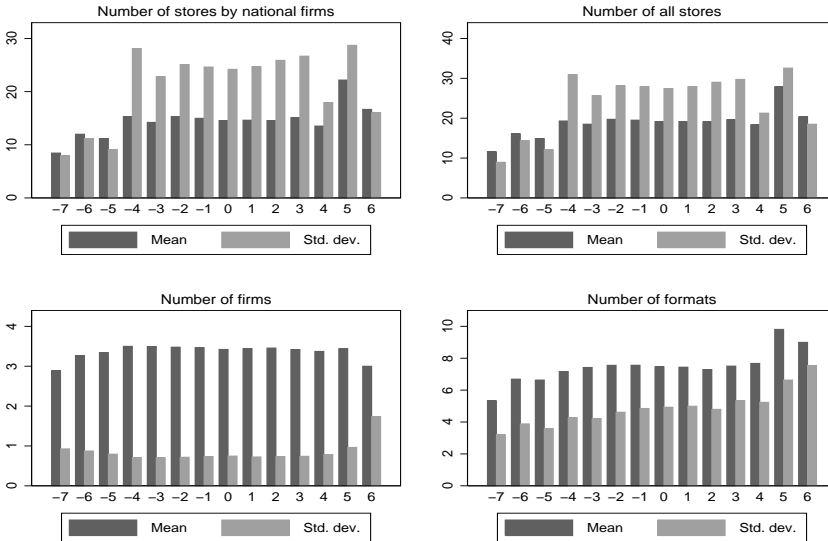 Number of stores by national firms
30
20
10
0
−7 −6 −5 −4 −3 −2 −1 0 1 2 3 4 5 6
Mean Std. dev.
Number of all stores
40
30
20
10
0
−7 −6 −5 −4 −3 −2 −1 0 1 2 3 4 5 6
Mean Std. dev.
Number of firms
4
3
2
1
0
−7 −6 −5 −4 −3 −2 −1 0 1 2 3 4 5 6
Mean Std. dev.
Number of formats
10
8
6
4
2
0
−7 −6 −5 −4 −3 −2 −1 0 1 2 3 4 5 6
Mean Std. dev.